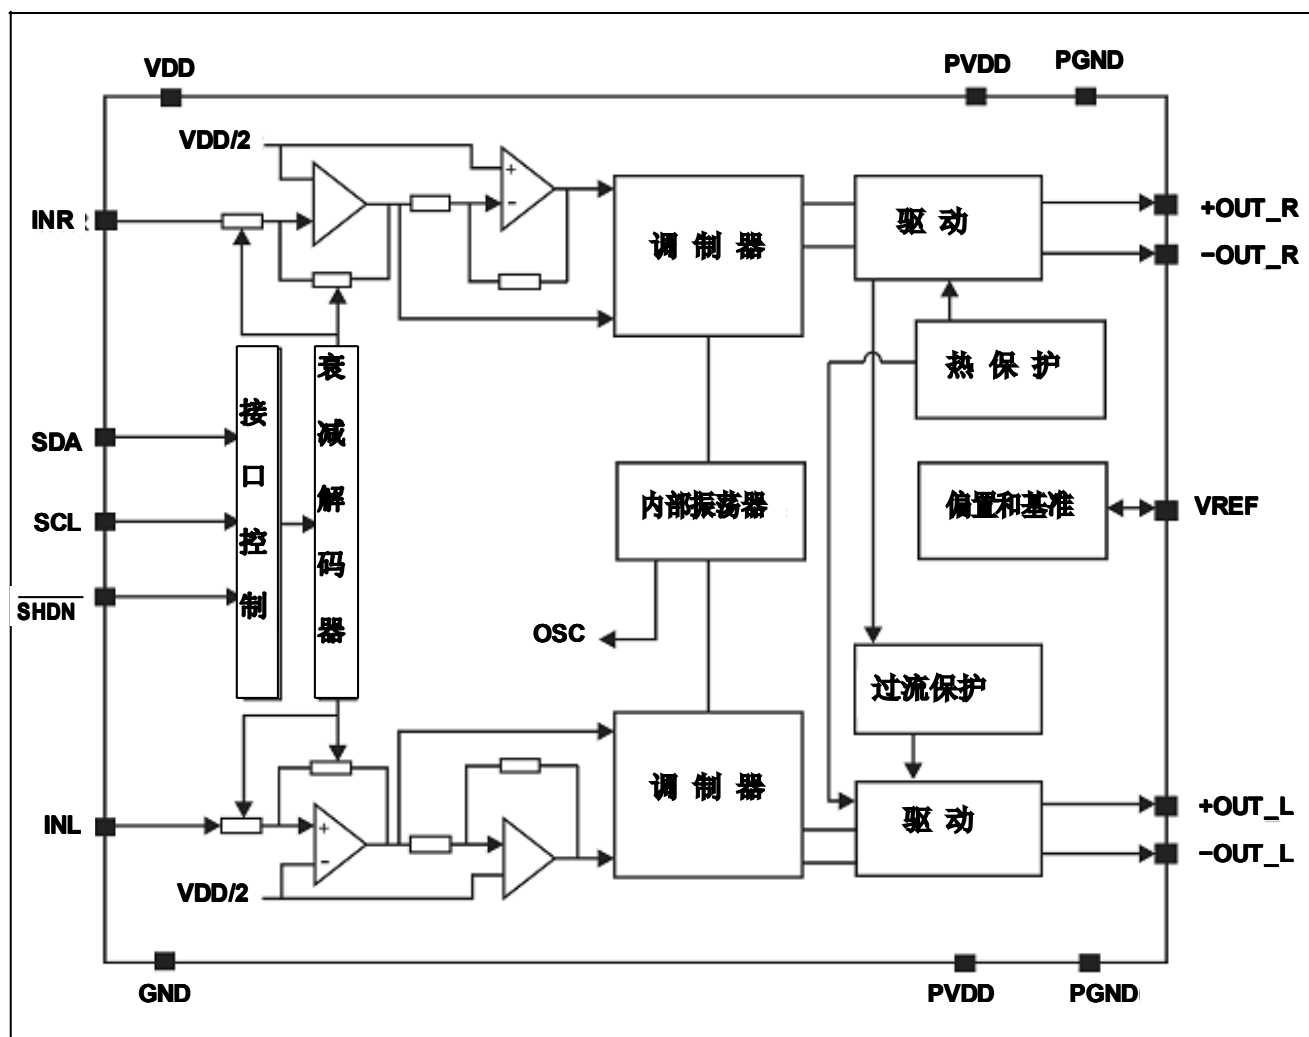 VDD
PVDD
PGND
VDD/2
+
-
INR
+OUT_R
-OUT_R
调制器
驱动
热保护
衰减解码器
接口控制
SDA
SCL
SHDN
内部振荡器
偏置和基准
VREF
OSC
过流保护
调制器
驱动
INL
+
-
+OUT_L
-OUT_L
VDD/2
GND
PVDD
PGND